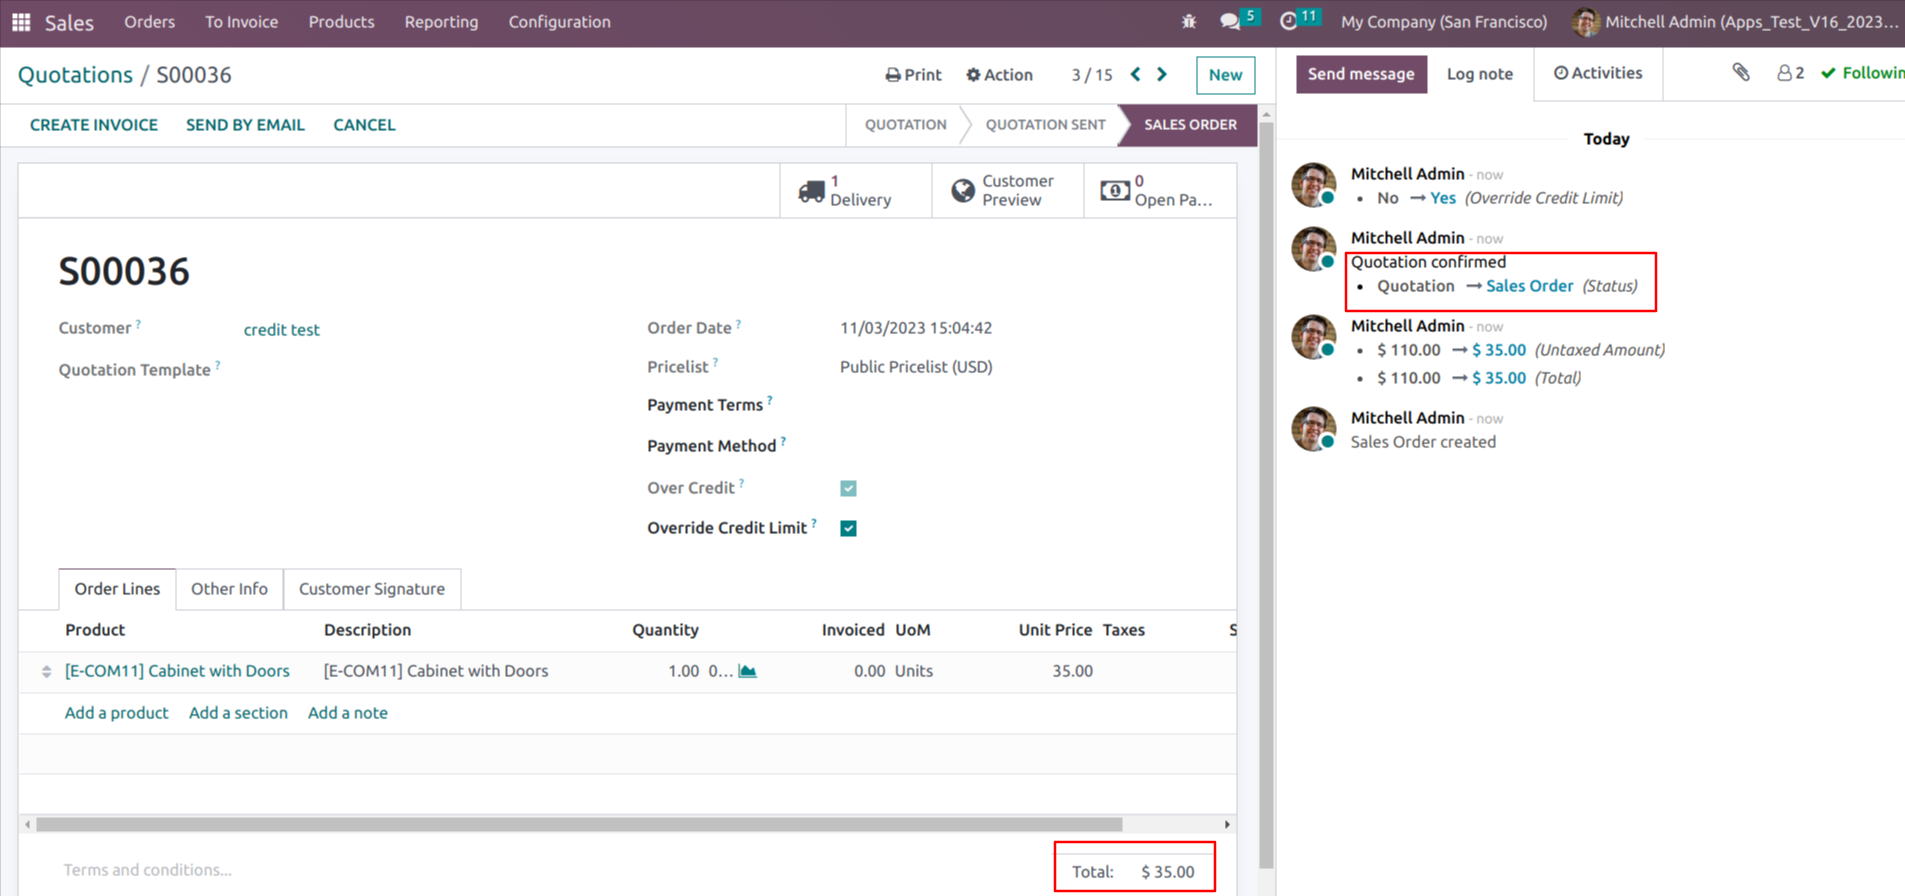 Sales Orders To Invoice Products Reporting Configuration 5 11 My Company (San Francisco) Mitchell Admin (Apps_Test_V16_2023...
Quotations / S00036 Print Action 3 / 15 New
CREATE INVOICE SEND BY EMAIL CANCEL QUOTATION QUOTATION SENT SALES ORDER
1
Delivery
Customer
Preview
0
Open Pa...
S00036
Customer ? credit test
Quotation Template ?
Order Date ? 11/03/2023 15:04:42
Pricelist ? Public Pricelist (USD)
Payment Terms ?
Payment Method ?
Over Credit ?
Override Credit Limit ?
Order Lines Other Info Customer Signature
Product Description Quantity Invoiced UoM Unit Price Taxes S
[E-COM11] Cabinet with Doors [E-COM11] Cabinet with Doors 1.00 0... 0.00 Units 35.00
Add a product Add a section Add a note
Terms and conditions... Total: $ 35.00
Send message Log note Activities 2 Followin
Today
Mitchell Admin - now
• No → Yes (Override Credit Limit)
Mitchell Admin - now
Quotation confirmed
• Quotation → Sales Order (Status)
Mitchell Admin - now
• $ 110.00 → $ 35.00 (Untaxed Amount)
• $ 110.00 → $ 35.00 (Total)
Mitchell Admin - now
Sales Order created